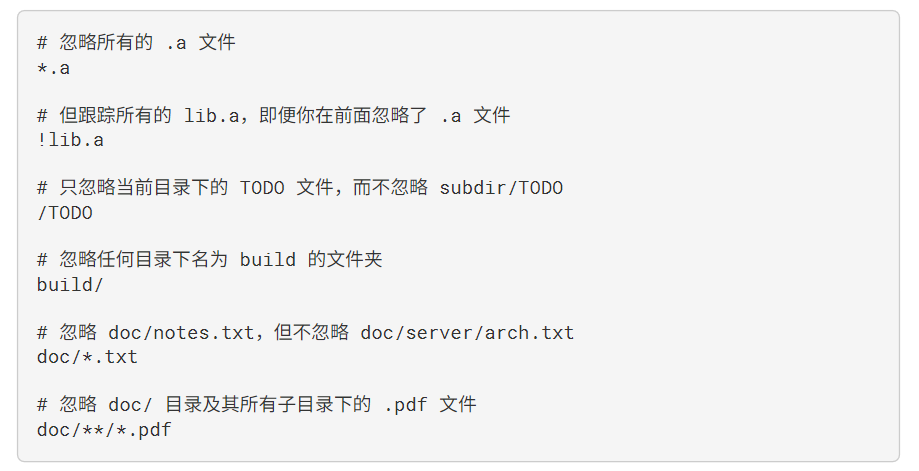 # 忽略所有的 .a 文件
*.a
# 但跟踪所有的 lib.a，即便你在前面忽略了 .a 文件
!lib.a
# 只忽略当前目录下的 TODO 文件，而不忽略 subdir/TODO
/TODO
# 忽略任何目录下名为 build 的文件夹
build/
# 忽略 doc/notes.txt，但不忽略 doc/server/arch.txt
doc/*.txt
# 忽略 doc/ 目录及其所有子目录下的 .pdf 文件
doc/**/*.pdf